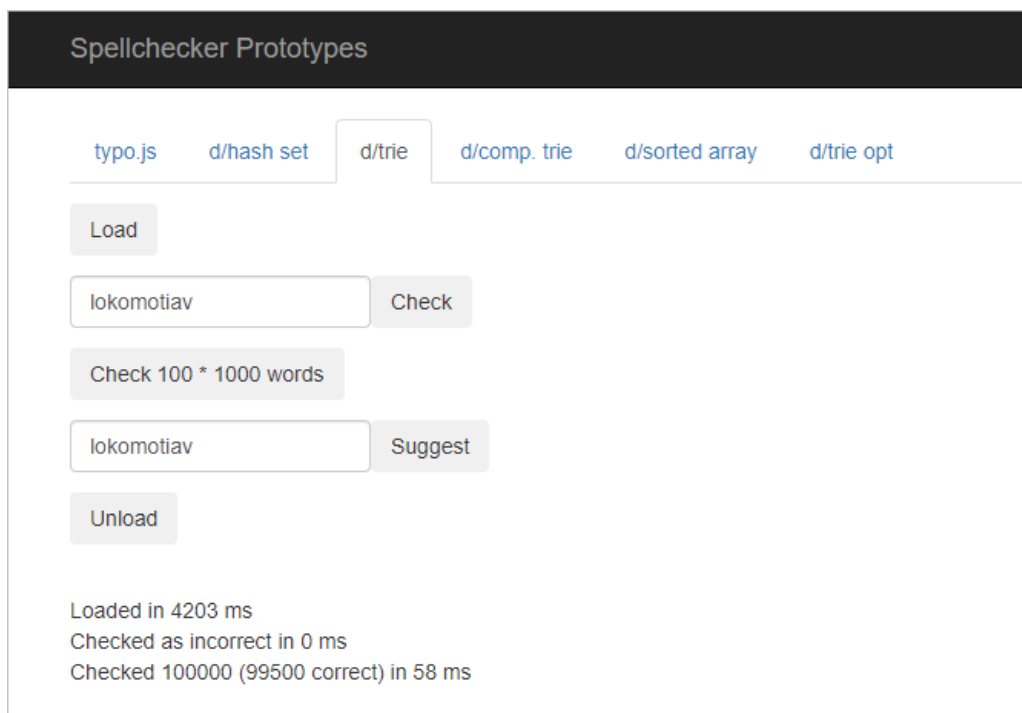 Spellchecker Prototypes
typo.js d/hash set d/trie d/comp. trie d/sorted array d/trie opt
Load
lokomotiav Check
Check 100 * 1000 words
lokomotiav Suggest
Unload
Loaded in 4203 ms
Checked as incorrect in 0 ms
Checked 100000 (99500 correct) in 58 ms